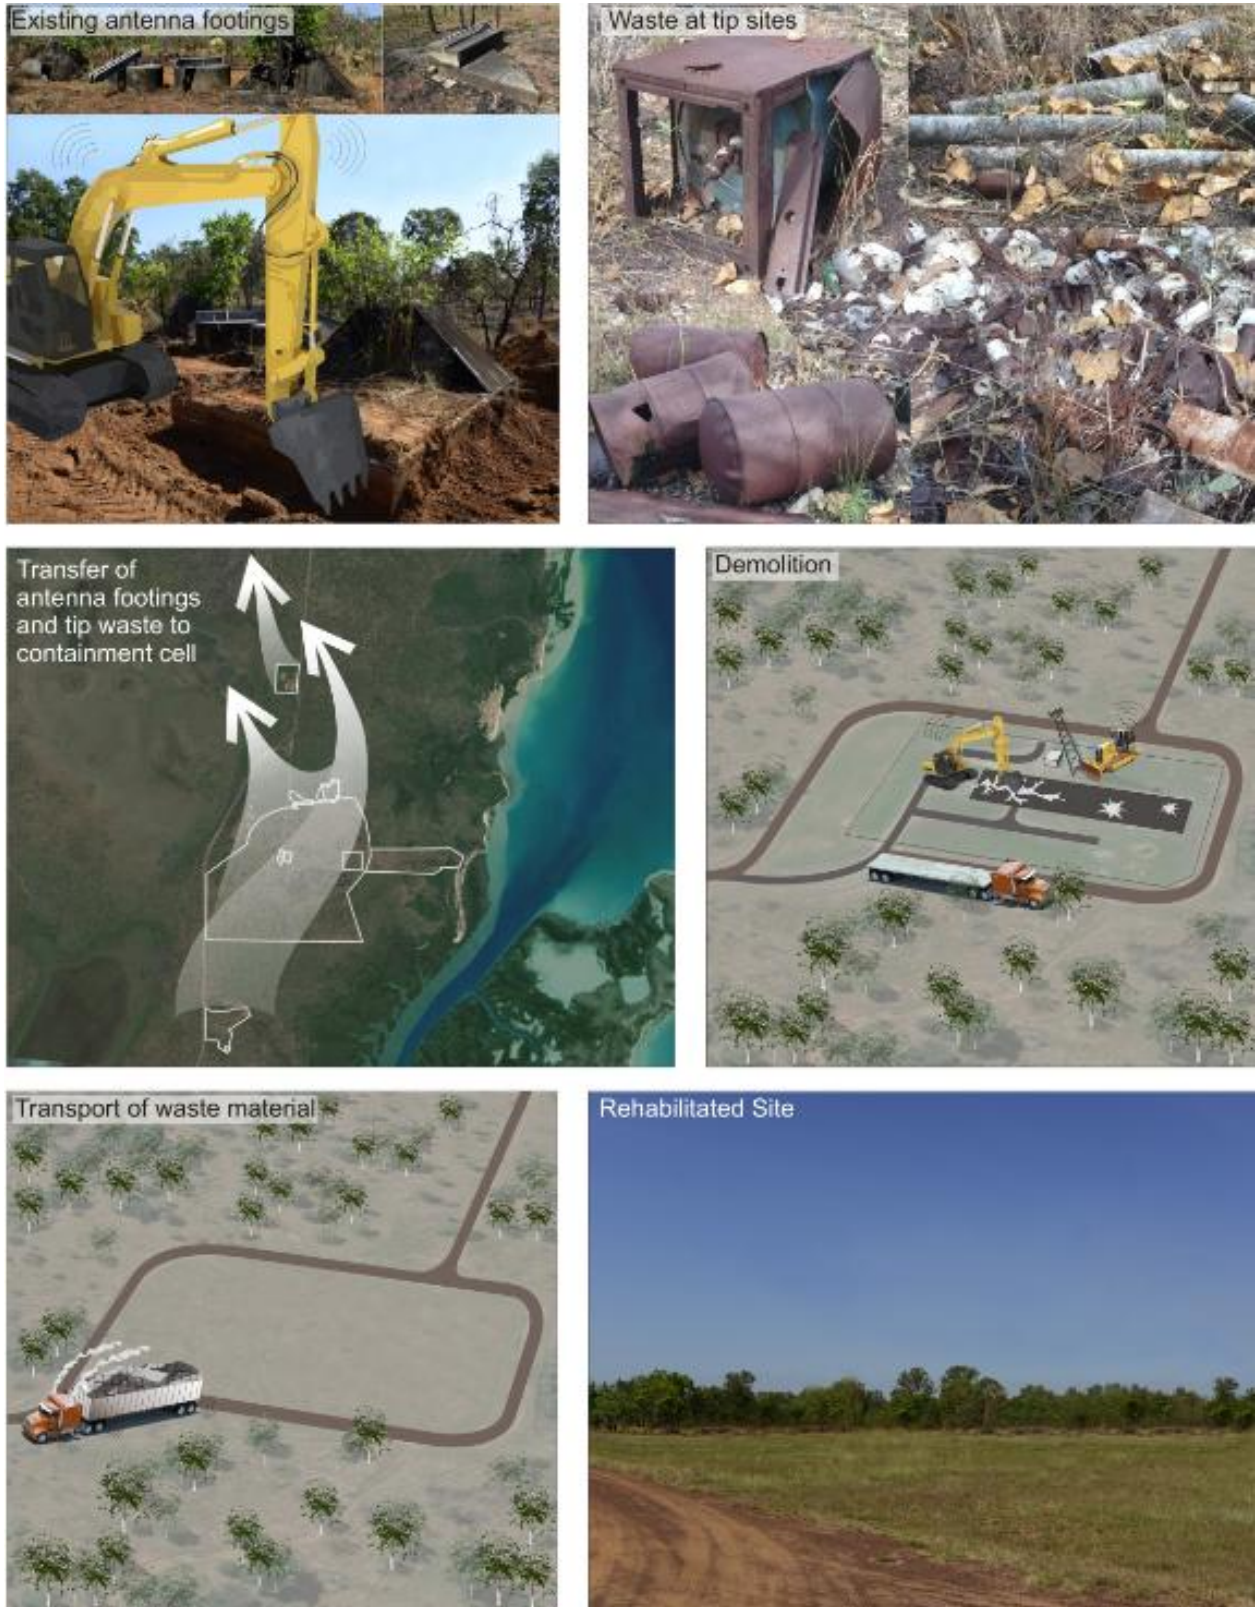 Existing antenna footings
Waste at tip sites
Transfer of
antenna footings
and tip waste to
containment cell
Demolition
Transport of waste material
Rehabilitated Site